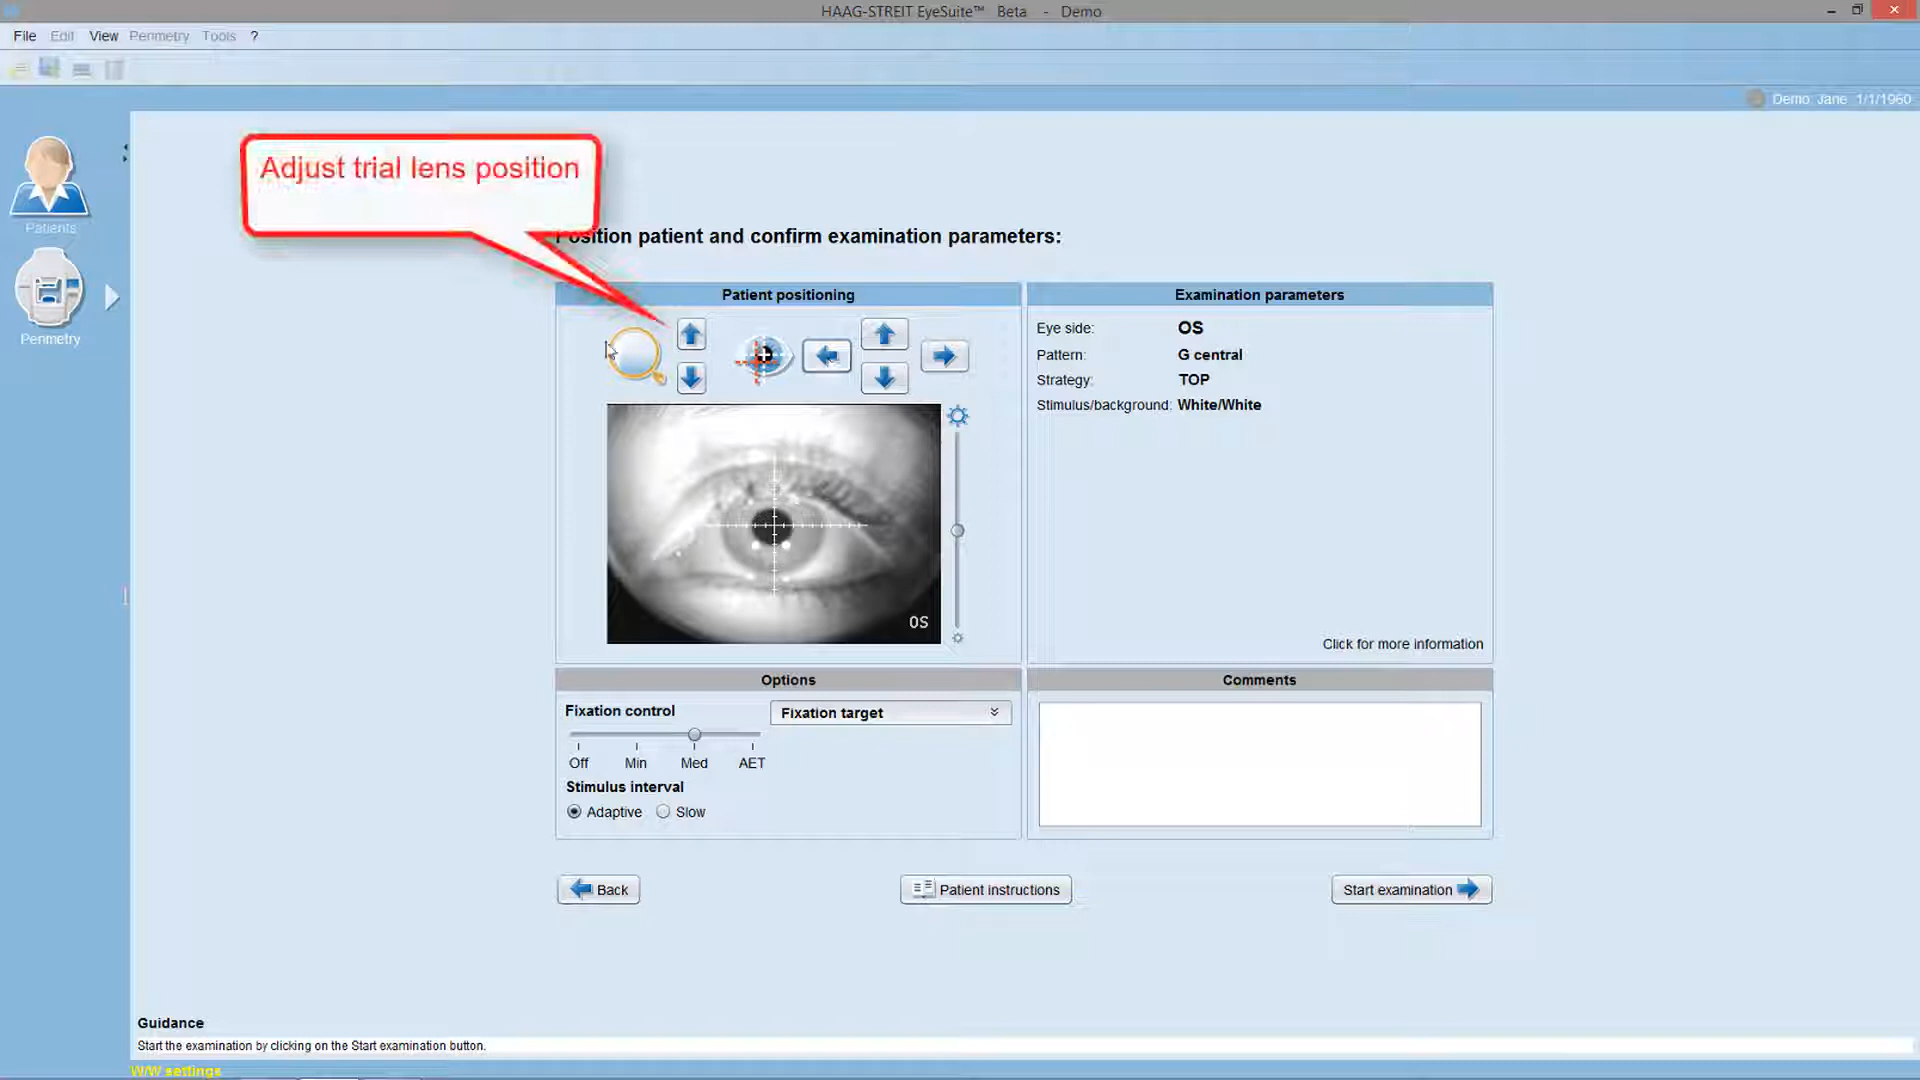 HAAG-STREIT EyeSuite™ Beta - Demo
File Edit View Perimetry Tools ?
Demo Jane 1/1/1960
Patients
Perimetry
Adjust trial lens position
Position patient and confirm examination parameters:
Patient positioning
OS
Examination parameters
Eye side: OS
Pattern: G central
Strategy: TOP
Stimulus/background: White/White
Click for more information
Options
Fixation control
Fixation target
Off Min Med AET
Stimulus interval
Adaptive Slow
Comments
Back
Patient instructions
Start examination
Guidance
Start the examination by clicking on the Start examination button.
W/W settings